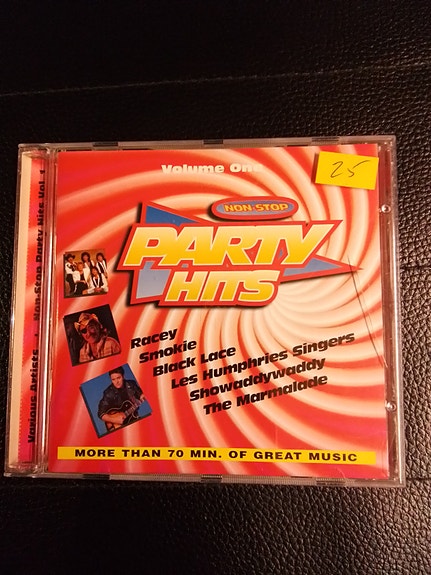 Volume One
25
NON STOP
PARTY
HITS
Racey
Smokie
Black Lace
Les Humphries Singers
Showaddywaddy
The Marmalade
MORE THAN 70 MIN. OF GREAT MUSIC
Various Artists • Non Stop Party Hits Vol. 1